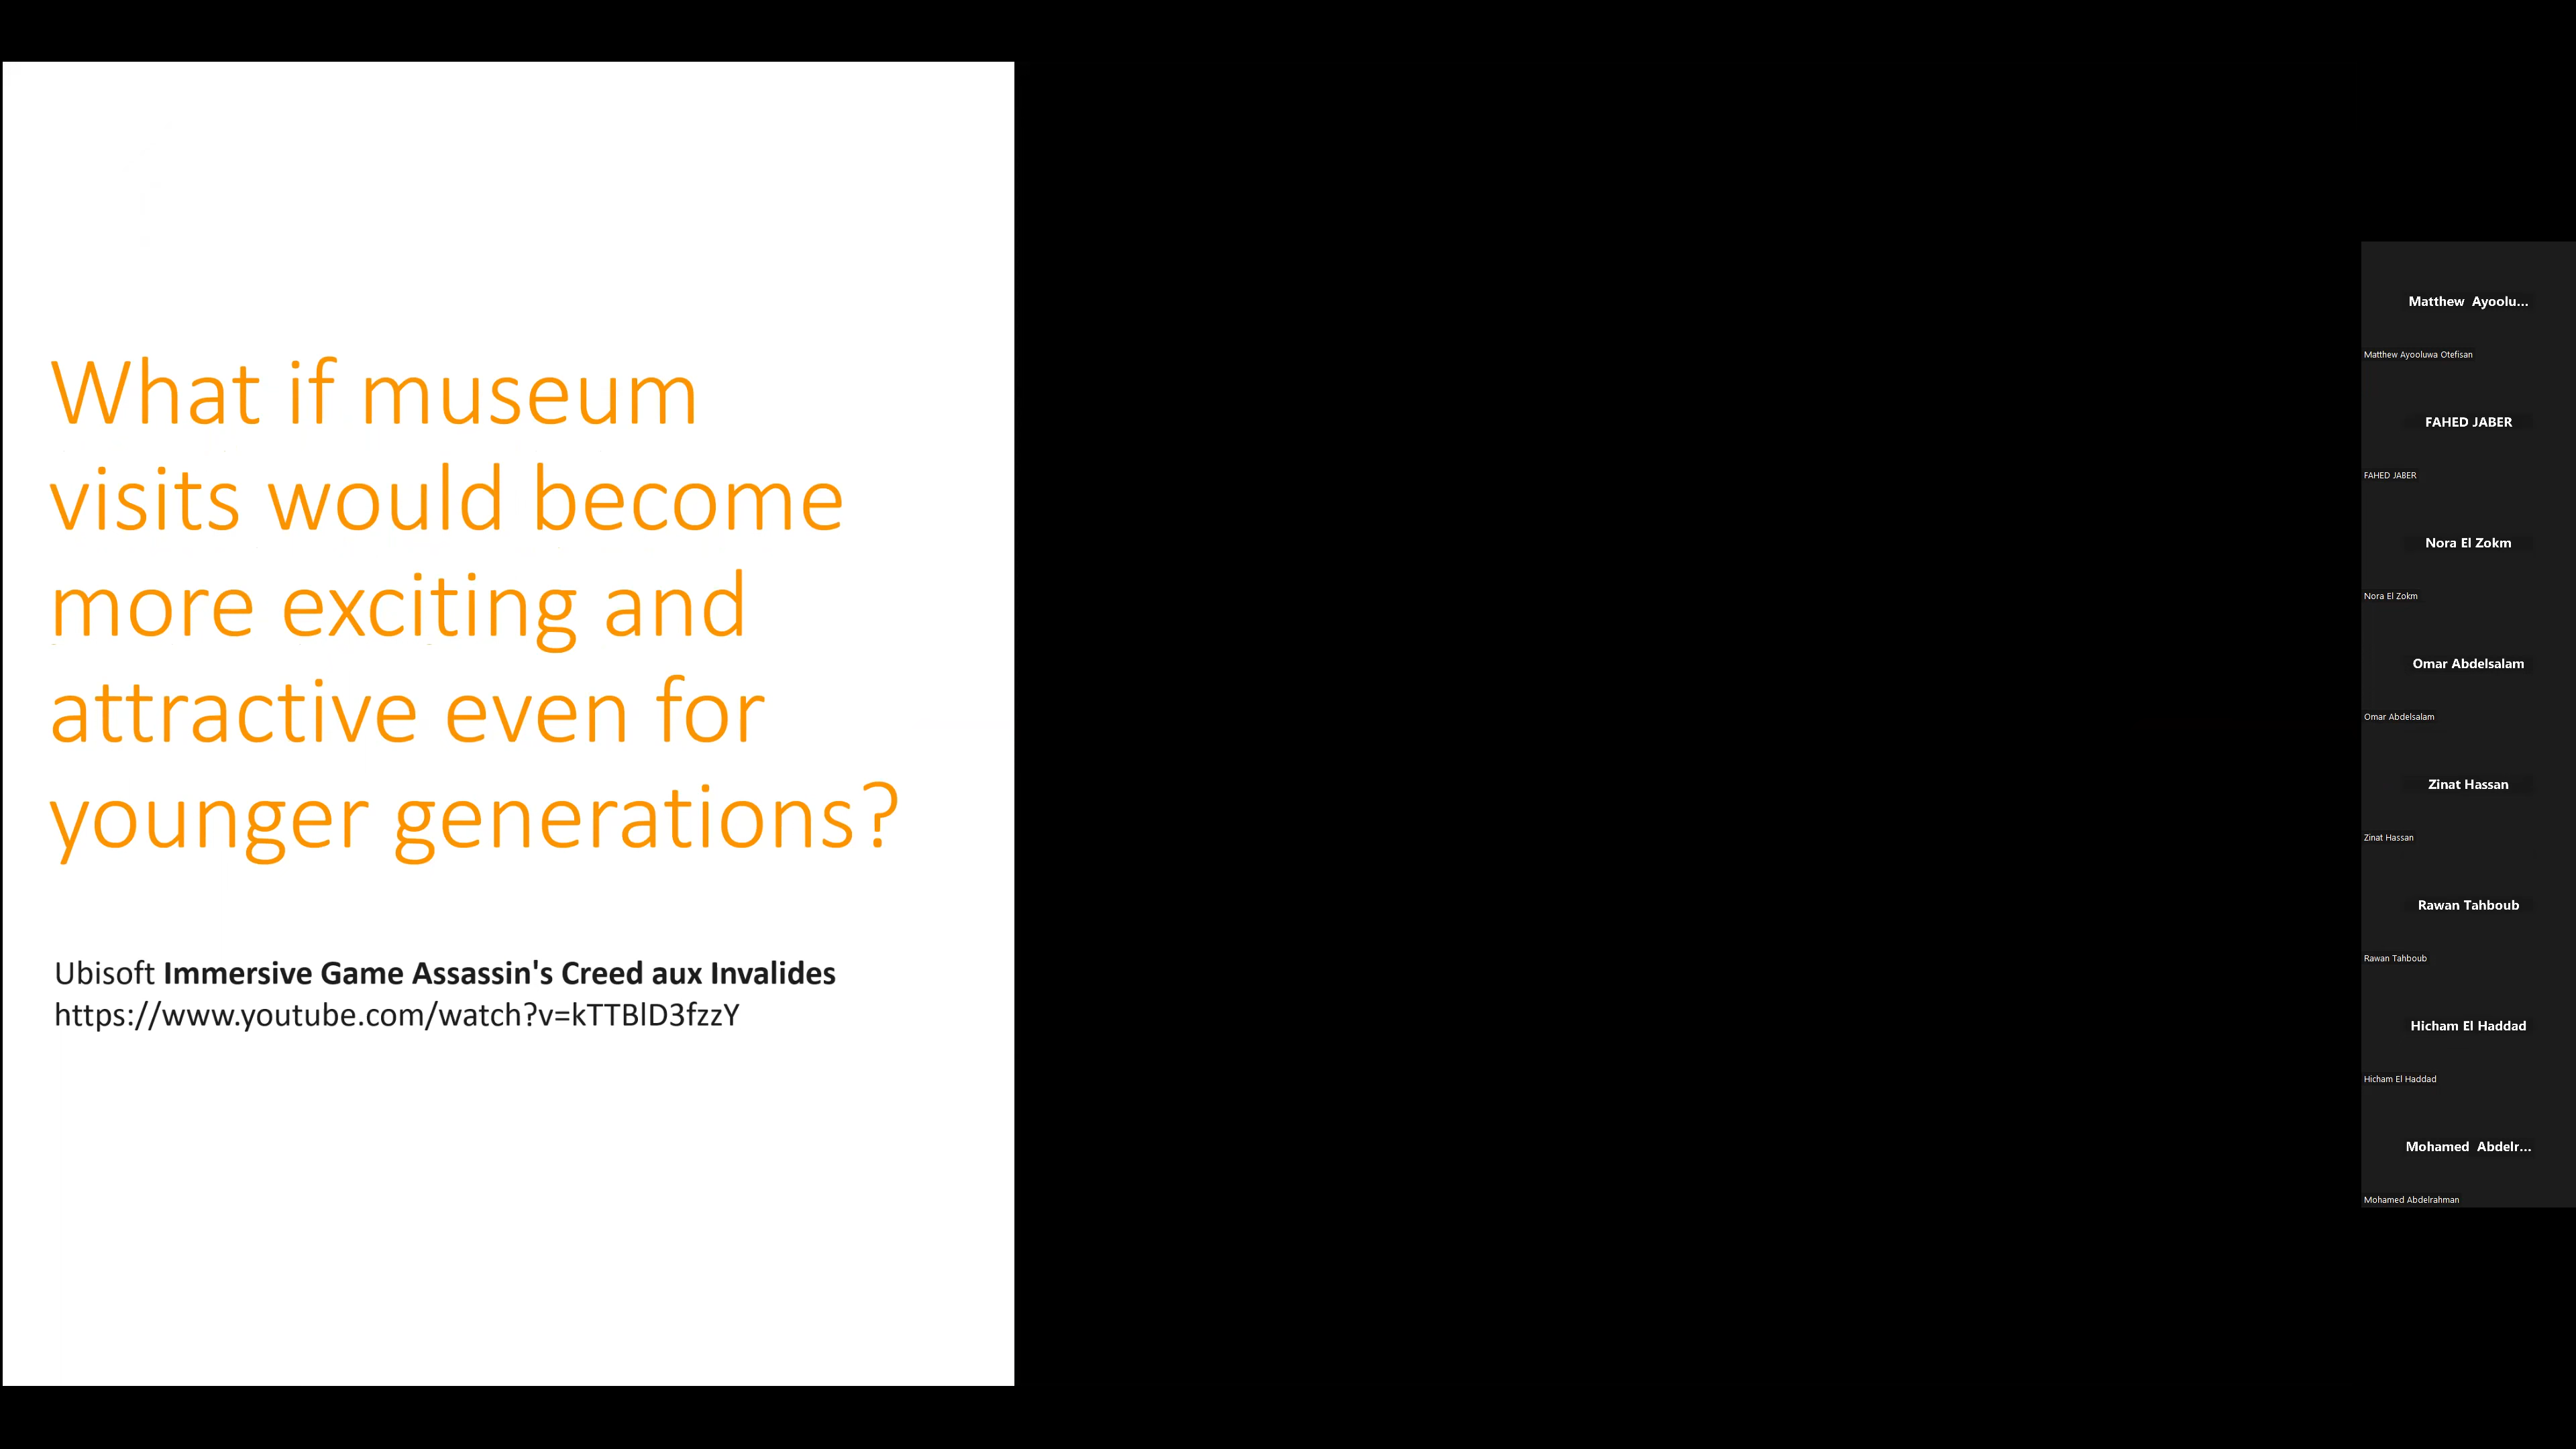 What if museum
visits would become
more exciting and
attractive even for
younger generations?
Ubisoft Immersive Game Assassin's Creed aux Invalides
https://www.youtube.com/watch?v=kTTBlD3fzzY
Matthew Ayoolu...
Matthew Ayooluwa Otefisan
FAHED JABER
FAHED JABER
Nora El Zokm
Nora El Zokm
Omar Abdelsalam
Omar Abdelsalam
Zinat Hassan
Zinat Hassan
Rawan Tahboub
Rawan Tahboub
Hicham El Haddad
Hicham El Haddad
Mohamed Abdelr...
Mohamed Abdelrahman